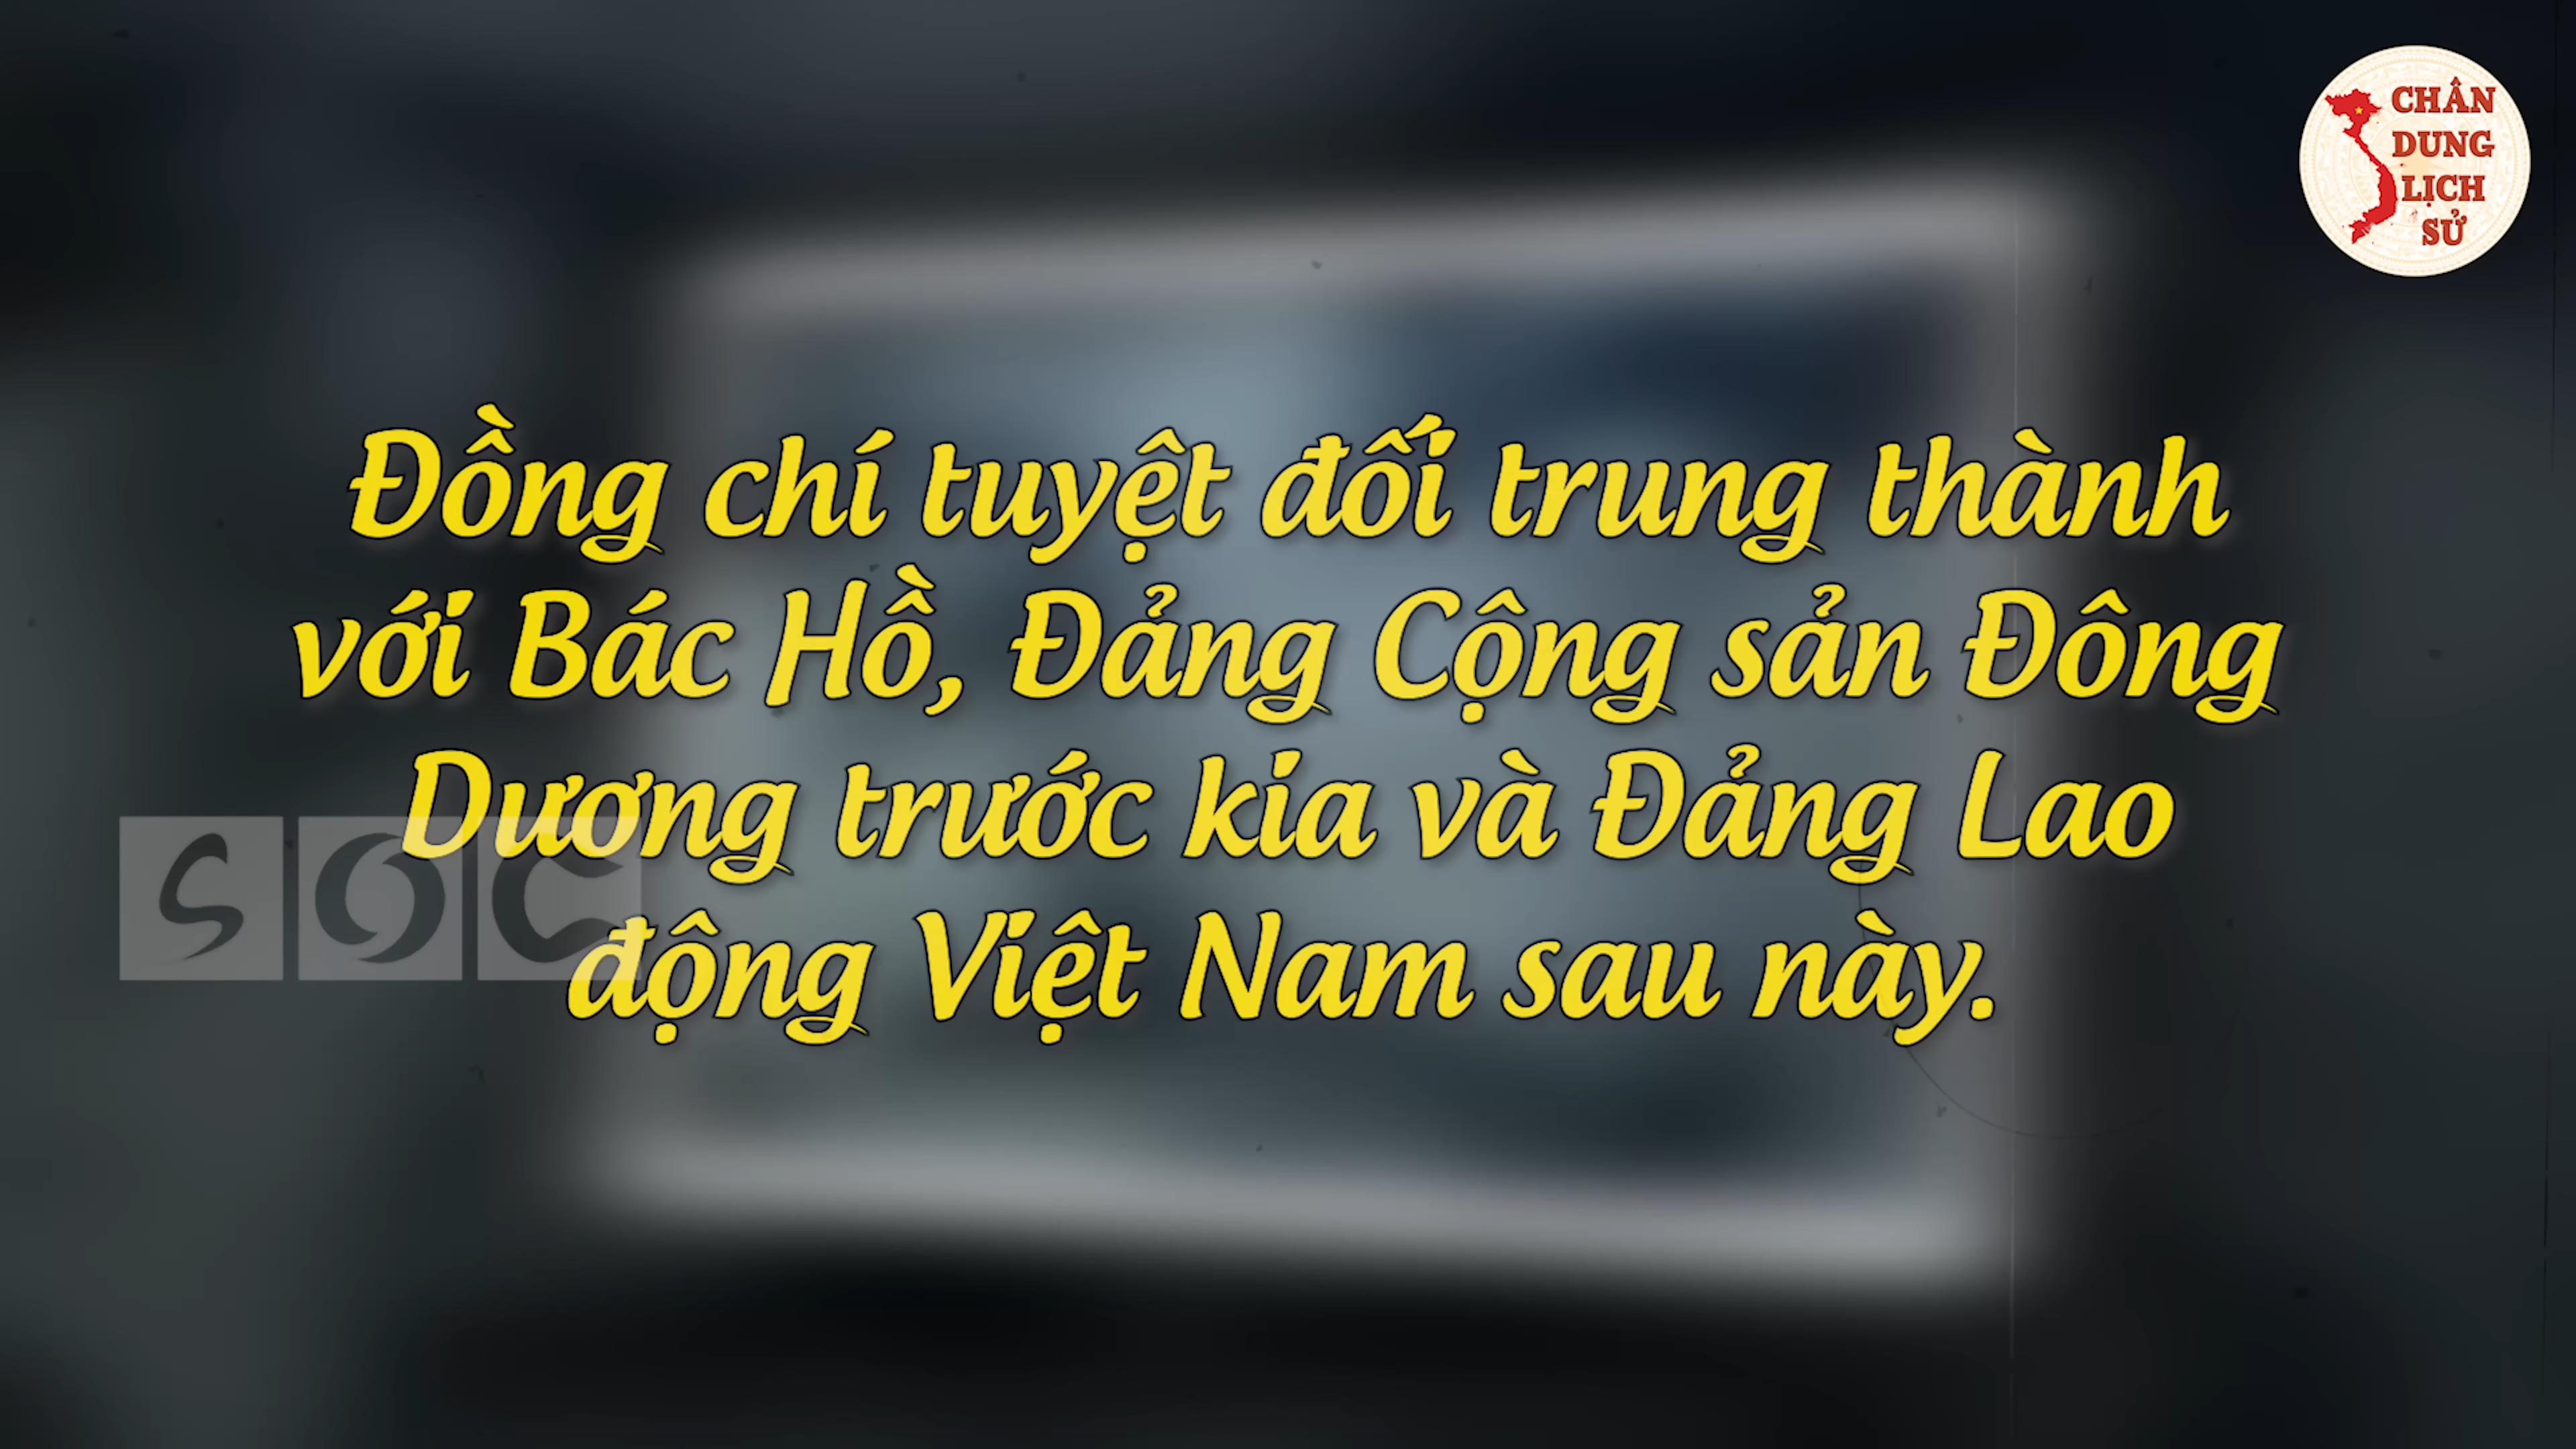 CHÂN
DUNG
LỊCH
SỬ
Đồng chí tuyệt đối trung thành
với Bác Hồ, Đảng Cộng sản Đông
Dương trước kia và Đảng Lao
động Việt Nam sau này.
SOC